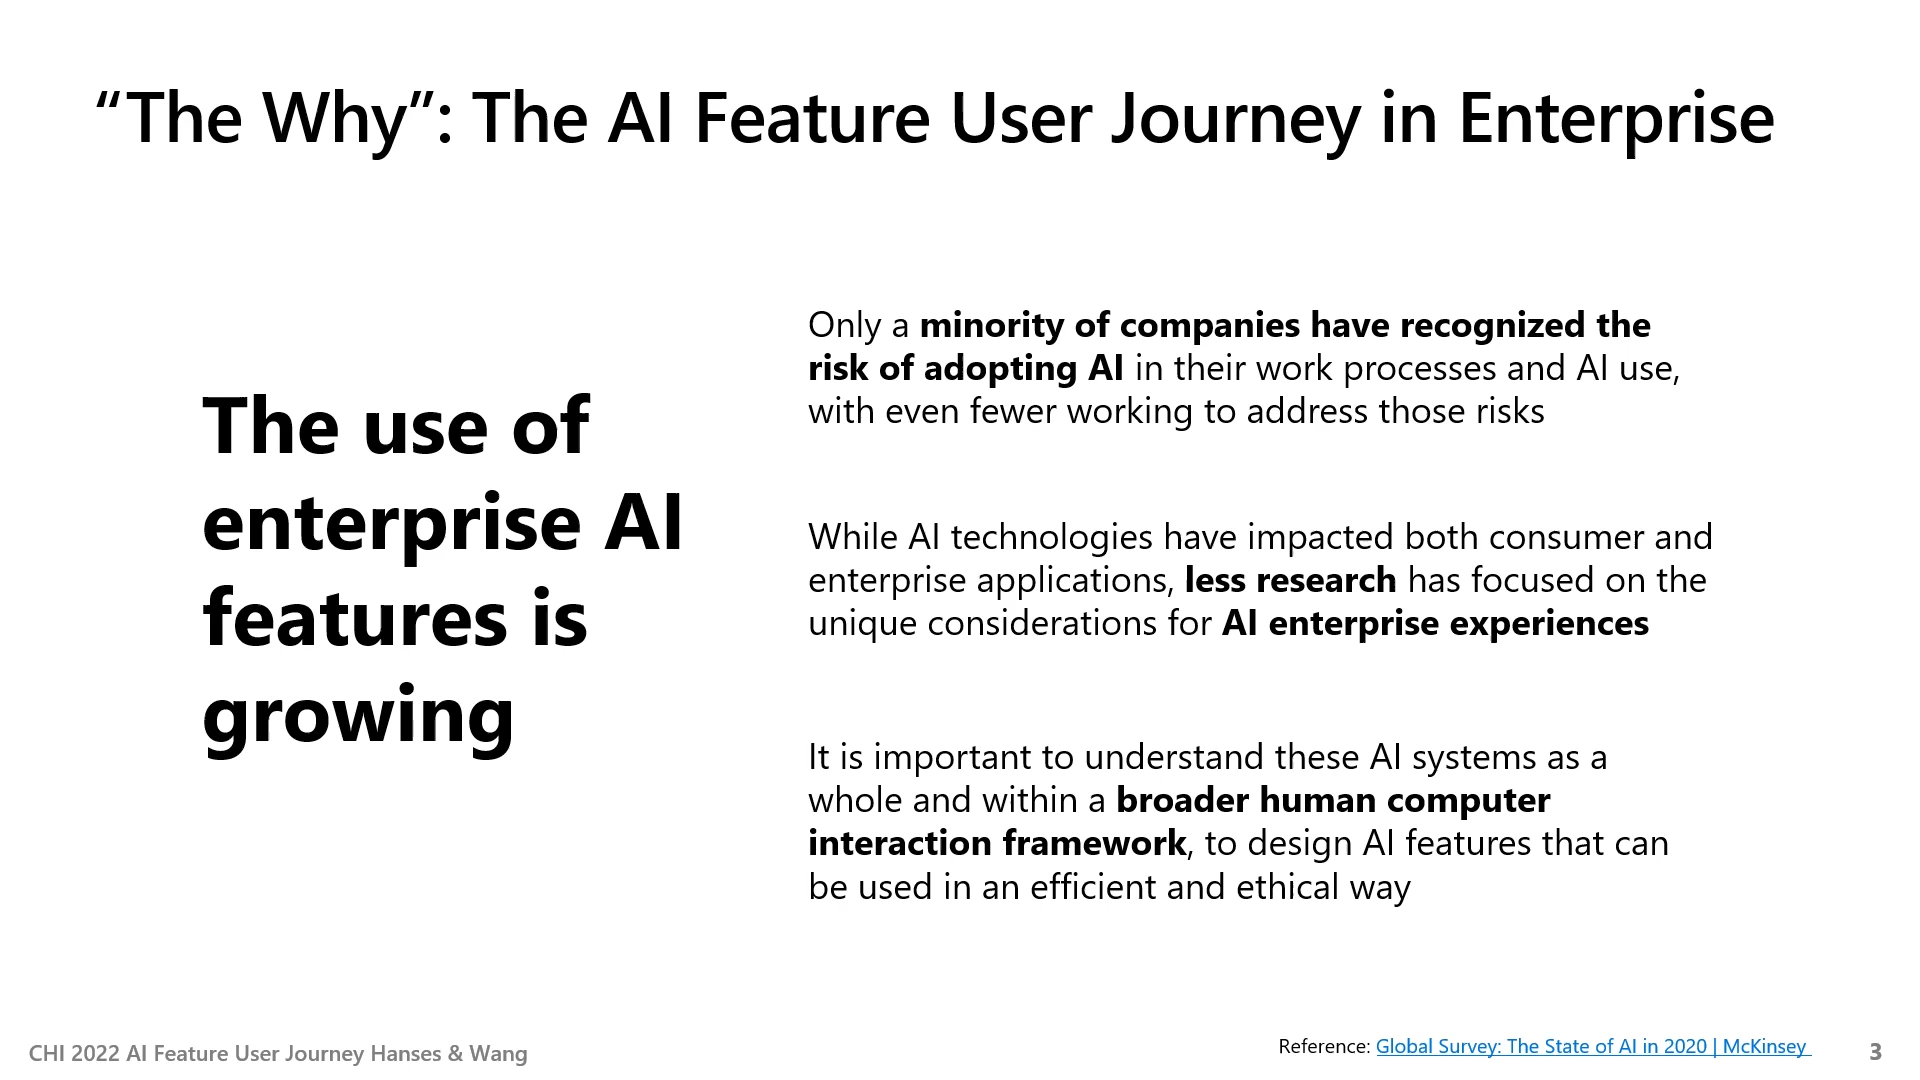 “The Why”: The AI Feature User Journey in Enterprise
The use of
enterprise AI
features is
growing
Only a minority of companies have recognized the
risk of adopting AI in their work processes and AI use,
with even fewer working to address those risks
While AI technologies have impacted both consumer and
enterprise applications, less research has focused on the
unique considerations for AI enterprise experiences
It is important to understand these AI systems as a
whole and within a broader human computer
interaction framework, to design AI features that can
be used in an efficient and ethical way
CHI 2022 AI Feature User Journey Hanses & Wang
Reference: Global Survey: The State of AI in 2020 | McKinsey
3